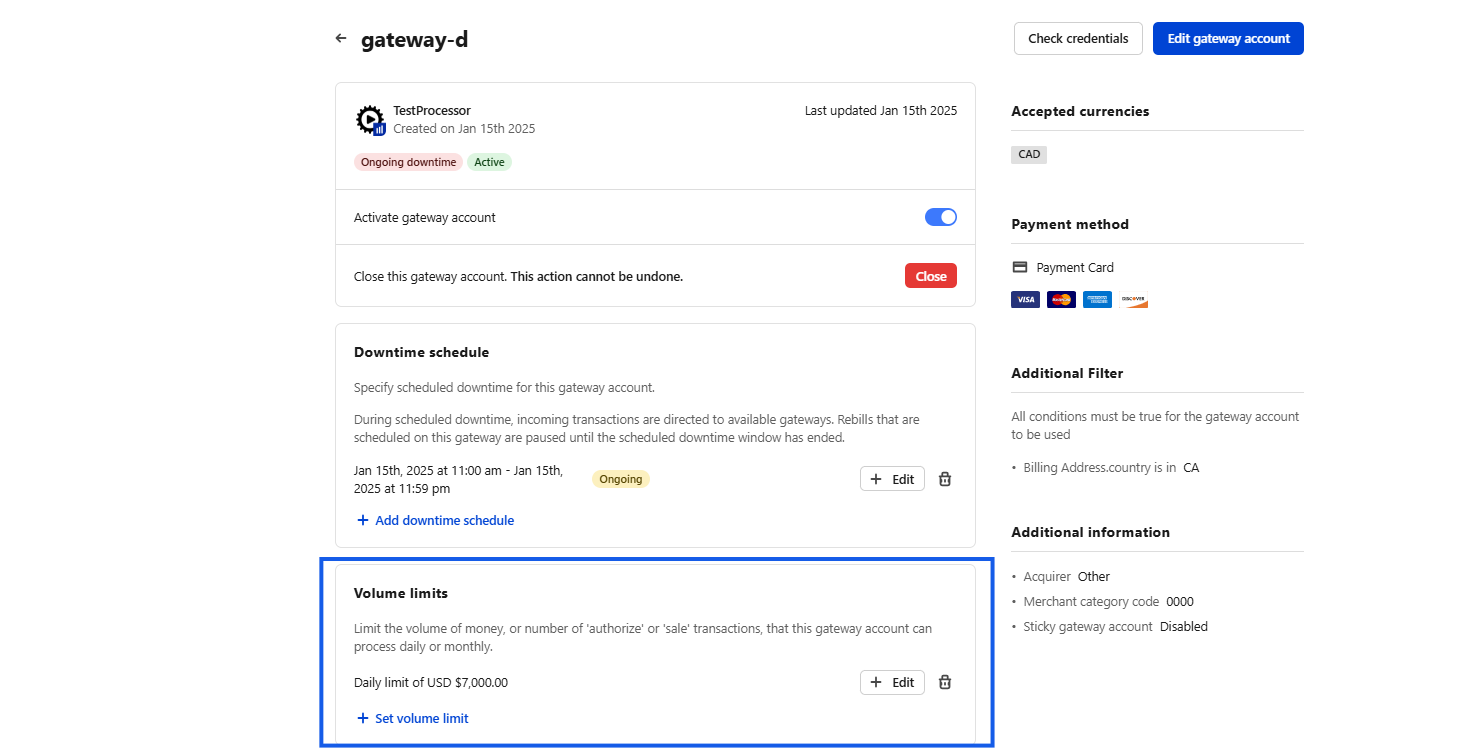 gateway-d
Check credentials
Edit gateway account
TestProcessor
Created on Jan 15th 2025
Last updated Jan 15th 2025
Ongoing downtime
Active
Activate gateway account
Close this gateway account. This action cannot be undone.
Close
Downtime schedule
Specify scheduled downtime for this gateway account.
During scheduled downtime, incoming transactions are directed to available gateways. Rebills that are
scheduled on this gateway are paused until the scheduled downtime window has ended.
Jan 15th, 2025 at 11:00 am - Jan 15th,
2025 at 11:59 pm
Ongoing
Edit
Add downtime schedule
Volume limits
Limit the volume of money, or number of 'authorize' or 'sale' transactions, that this gateway account can
process daily or monthly.
Daily limit of USD $7,000.00
Edit
Set volume limit
Accepted currencies
CAD
Payment method
Payment Card
VISA
DISCOVER
Additional Filter
All conditions must be true for the gateway account
to be used
• Billing Address.country is in CA
Additional information
• Acquirer Other
• Merchant category code 0000
• Sticky gateway account Disabled